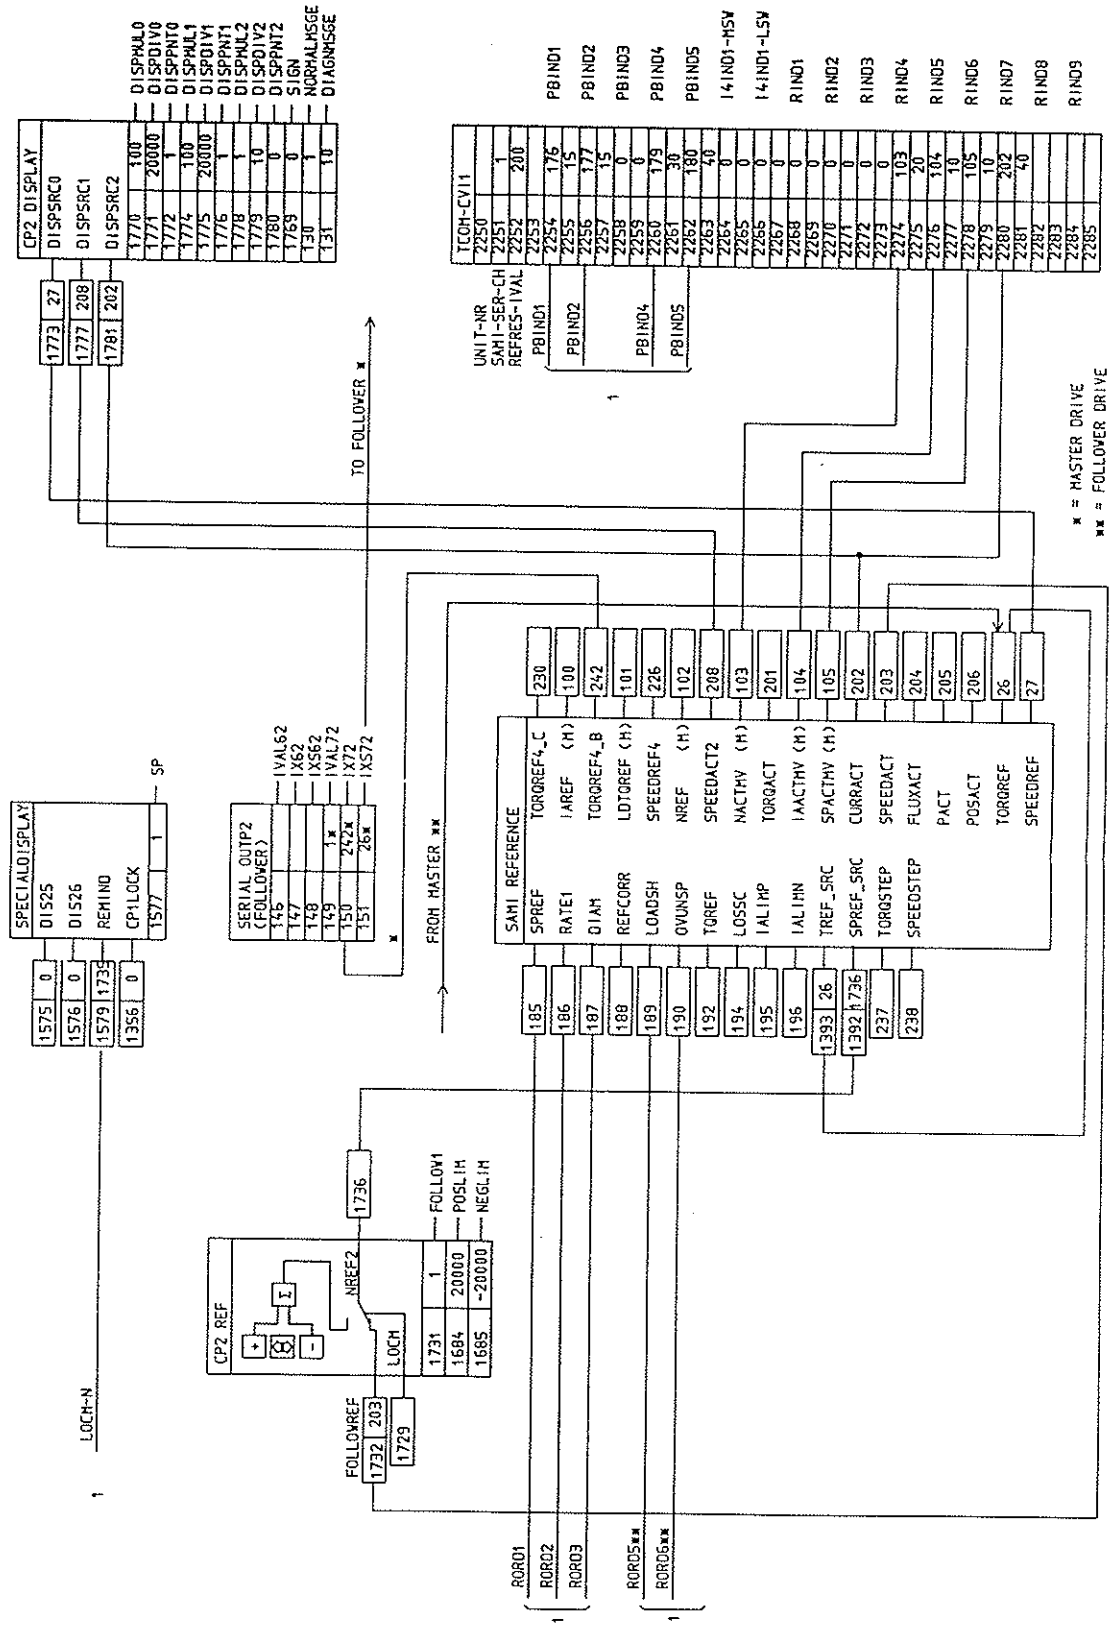 CP2 DISPLAY
DISPSRC0
DISPSRC1
DISPSRC2
1773 27
1777 208
1781 202
1770 100 DISPMUL0
1771 20000 DISPDIV0
1772 1 DISPPNT0
1774 100 DISPMUL1
1775 20000 DISPDIV1
1776 1 DISPPNT1
1778 1 DISPMUL2
1779 10 DISPDIV2
1780 0 DISPPNT2
1769 0 SIGN
130 1 NORMALMSGE
131 10 DIAGNMSGE
TCOM-CVI1
2250
UNIT-NR 2251 1
SAMI-SER-CH 2252 200
REFRES-IVAL 2253
PBIND1 2254 176 PBIND1
2255 15
PBIND2 2256 177 PBIND2
2257 15
2258 0 PBIND3
2259 0
PBIND4 2260 179 PBIND4
2261 30
PBIND5 2262 180 PBIND5
2263 40
2264 0 I4IND1-MSW
2265 0
2266 0 I4IND1-LSW
2267 0
2268 0 RIND1
2269 0
2270 0 RIND2
2271 0
2272 0 RIND3
2273 0
2274 103 RIND4
2275 20
2276 104 RIND5
2277 10
2278 105 RIND6
2279 10
2280 202 RIND7
2281 40
2282 RIND8
2283
2284 RIND9
2285
1
TO FOLLOWER *
* = MASTER DRIVE
** = FOLLOWER DRIVE
SPECIALDISPLAY
1575 0 DIS25
1576 0 DIS26
1579 1739 REMIND
1356 0 CP1LOCK
1577 1 SP
LOCM-N
1
SERIAL OUTP2
(FOLLOWER)
146 IVAL62
147 IX62
148 IXS62
149 1* IVAL72
150 242* IX72
151 26* IXS72
*
FROM MASTER **
CP2 REF
+
-
Σ
NREF2
LOCM
1736
FOLLOWREF
1732 203
1729
1731 1 FOLLOW1
1684 20000 POSLIM
1685 -20000 NEGLIM
SAMI REFERENCE
185 SPREF TORQREF4_C 230
186 RATE1 IAREF (M) 100
187 DIAM TORQREF4_B 242
188 REFCORR LDTQREF (M) 101
189 LOADSH SPEEDREF4 226
190 OVUNSP NREF (M) 102
192 TQREF SPEEDACT2 208
194 LOSSC NACTMV (M) 103
195 IALIMP TORQACT 201
196 IALIMN IAACTMV (M) 104
1393 26 TREF_SRC SPACTMV (M) 105
1392 1736 SPREF_SRC CURRACT 202
237 TORQSTEP SPEEDACT 203
238 SPEEDSTEP FLUXACT 204
PACT 205
POSACT 206
TORQREF 26
SPEEDREF 27
RORD1
RORD2
RORD3
1
RORD5**
RORD6**
1